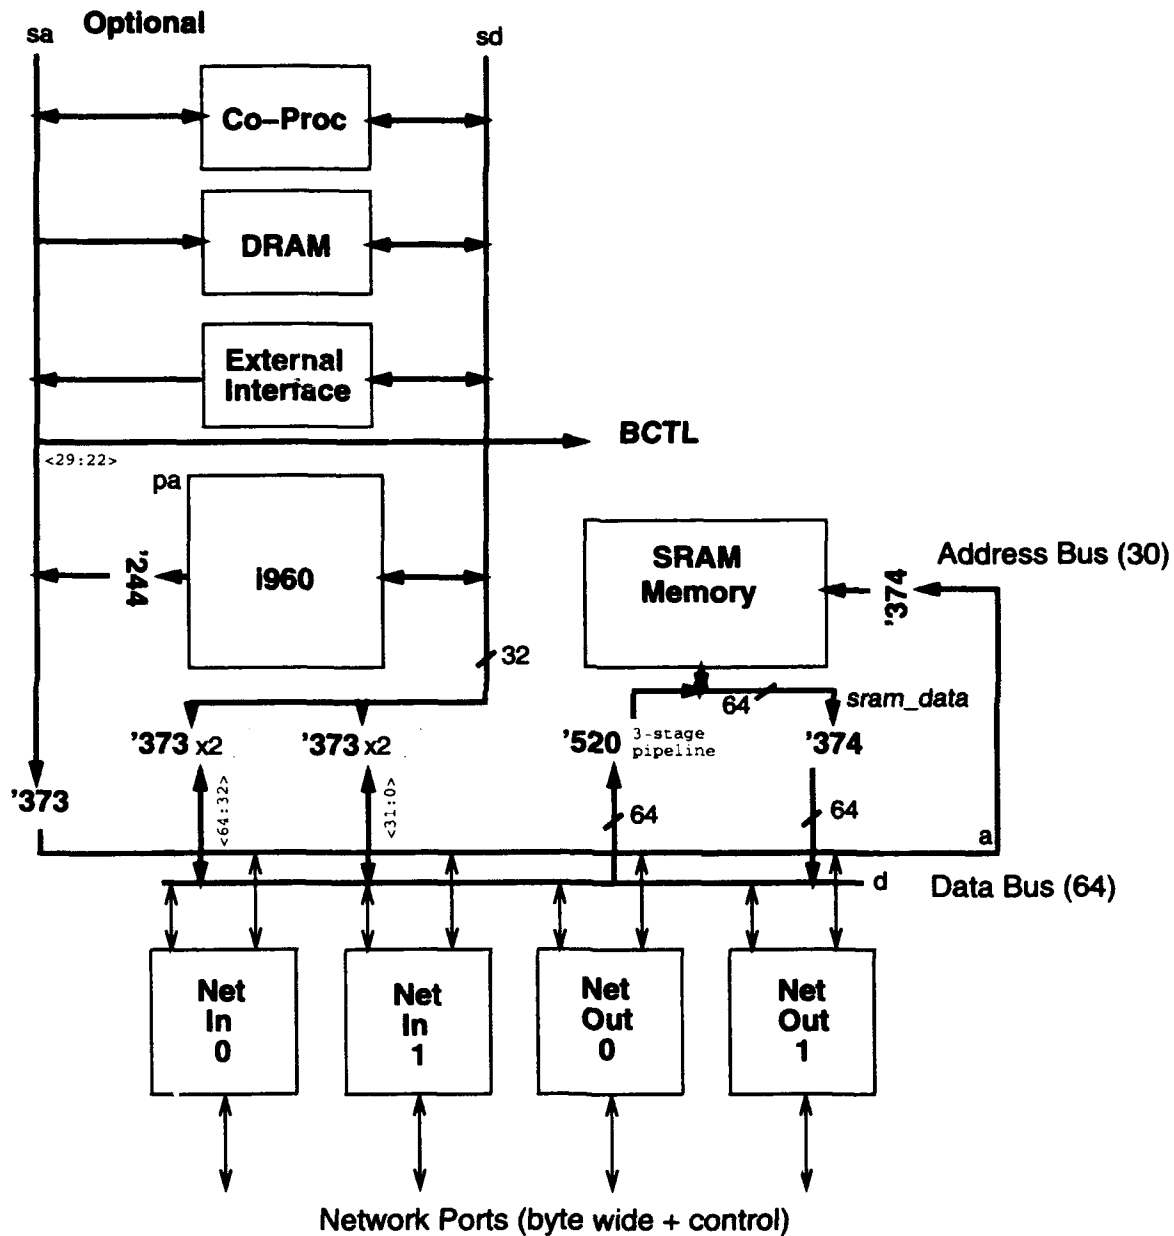 sa
Optional
sd
Co–Proc
DRAM
External
Interface
BCTL
<29:22>
pa
'244
i960
SRAM
Memory
'374
Address Bus (30)
32
64
sram_data
'373 x2
'373 x2
'520
3-stage
pipeline
'374
'373
<64:32>
<31:0>
64
64
a
d
Data Bus (64)
Net
In
0
Net
In
1
Net
Out
0
Net
Out
1
Network Ports (byte wide + control)